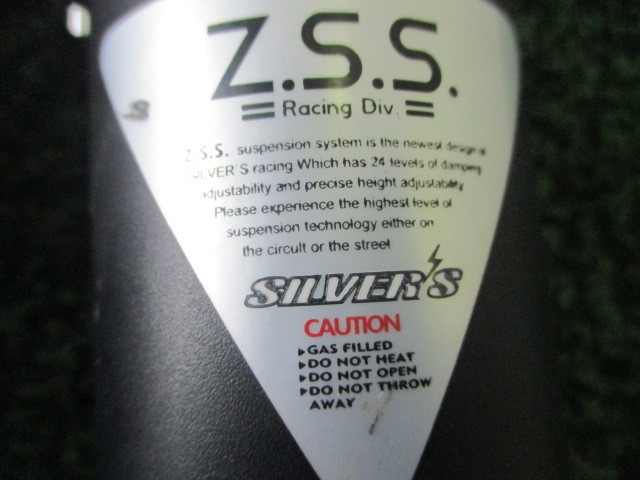 Z.S.S.
Racing Div.
Z.S.S. suspension system is the newest design of
SILVER'S racing Which has 24 levels of damping
adjustability and precise height adjustability
Please experience the highest level of
suspension technology either on
the circuit or the street
SILVER'S
CAUTION
GAS FILLED
DO NOT HEAT
DO NOT OPEN
DO NOT THROW
AWAY